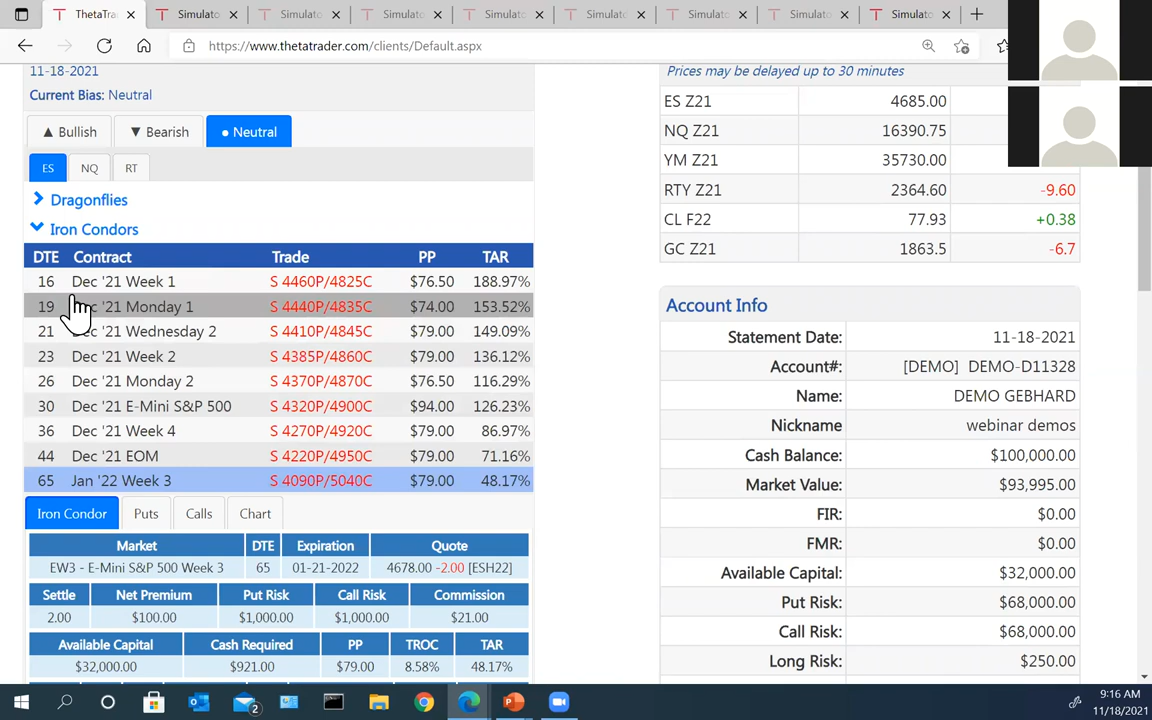 ThetaTra
Simulato
Simulato
Simulato
Simulato
Simulato
Simulato
Simulato
Simulato
https://www.thetatrader.com/clients/Default.aspx
11-18-2021
Current Bias: Neutral
▲ Bullish ▼ Bearish ● Neutral
ES NQ RT
Dragonflies
Iron Condors
DTE Contract Trade PP TAR
16 Dec '21 Week 1 S 4460P/4825C $76.50 188.97%
19 Dec '21 Monday 1 S 4440P/4835C $74.00 153.52%
21 Dec '21 Wednesday 2 S 4410P/4845C $79.00 149.09%
23 Dec '21 Week 2 S 4385P/4860C $79.00 136.12%
26 Dec '21 Monday 2 S 4370P/4870C $76.50 116.29%
30 Dec '21 E-Mini S&P 500 S 4320P/4900C $94.00 126.23%
36 Dec '21 Week 4 S 4270P/4920C $79.00 86.97%
44 Dec '21 EOM S 4220P/4950C $79.00 71.16%
65 Jan '22 Week 3 S 4090P/5040C $79.00 48.17%
Iron Condor Puts Calls Chart
Market DTE Expiration Quote
EW3 - E-Mini S&P 500 Week 3 65 01-21-2022 4678.00 -2.00 [ESH22]
Settle Net Premium Put Risk Call Risk Commission
2.00 $100.00 $1,000.00 $1,000.00 $21.00
Available Capital Cash Required PP TROC TAR
$32,000.00 $921.00 $79.00 8.58% 48.17%
Prices may be delayed up to 30 minutes
ES Z21 4685.00
NQ Z21 16390.75
YM Z21 35730.00
RTY Z21 2364.60 -9.60
CL F22 77.93 +0.38
GC Z21 1863.5 -6.7
Account Info
Statement Date: 11-18-2021
Account#: [DEMO] DEMO-D11328
Name: DEMO GEBHARD
Nickname webinar demos
Cash Balance: $100,000.00
Market Value: $93,995.00
FIR: $0.00
FMR: $0.00
Available Capital: $32,000.00
Put Risk: $68,000.00
Call Risk: $68,000.00
Long Risk: $250.00
2
9:16 AM
11/18/2021